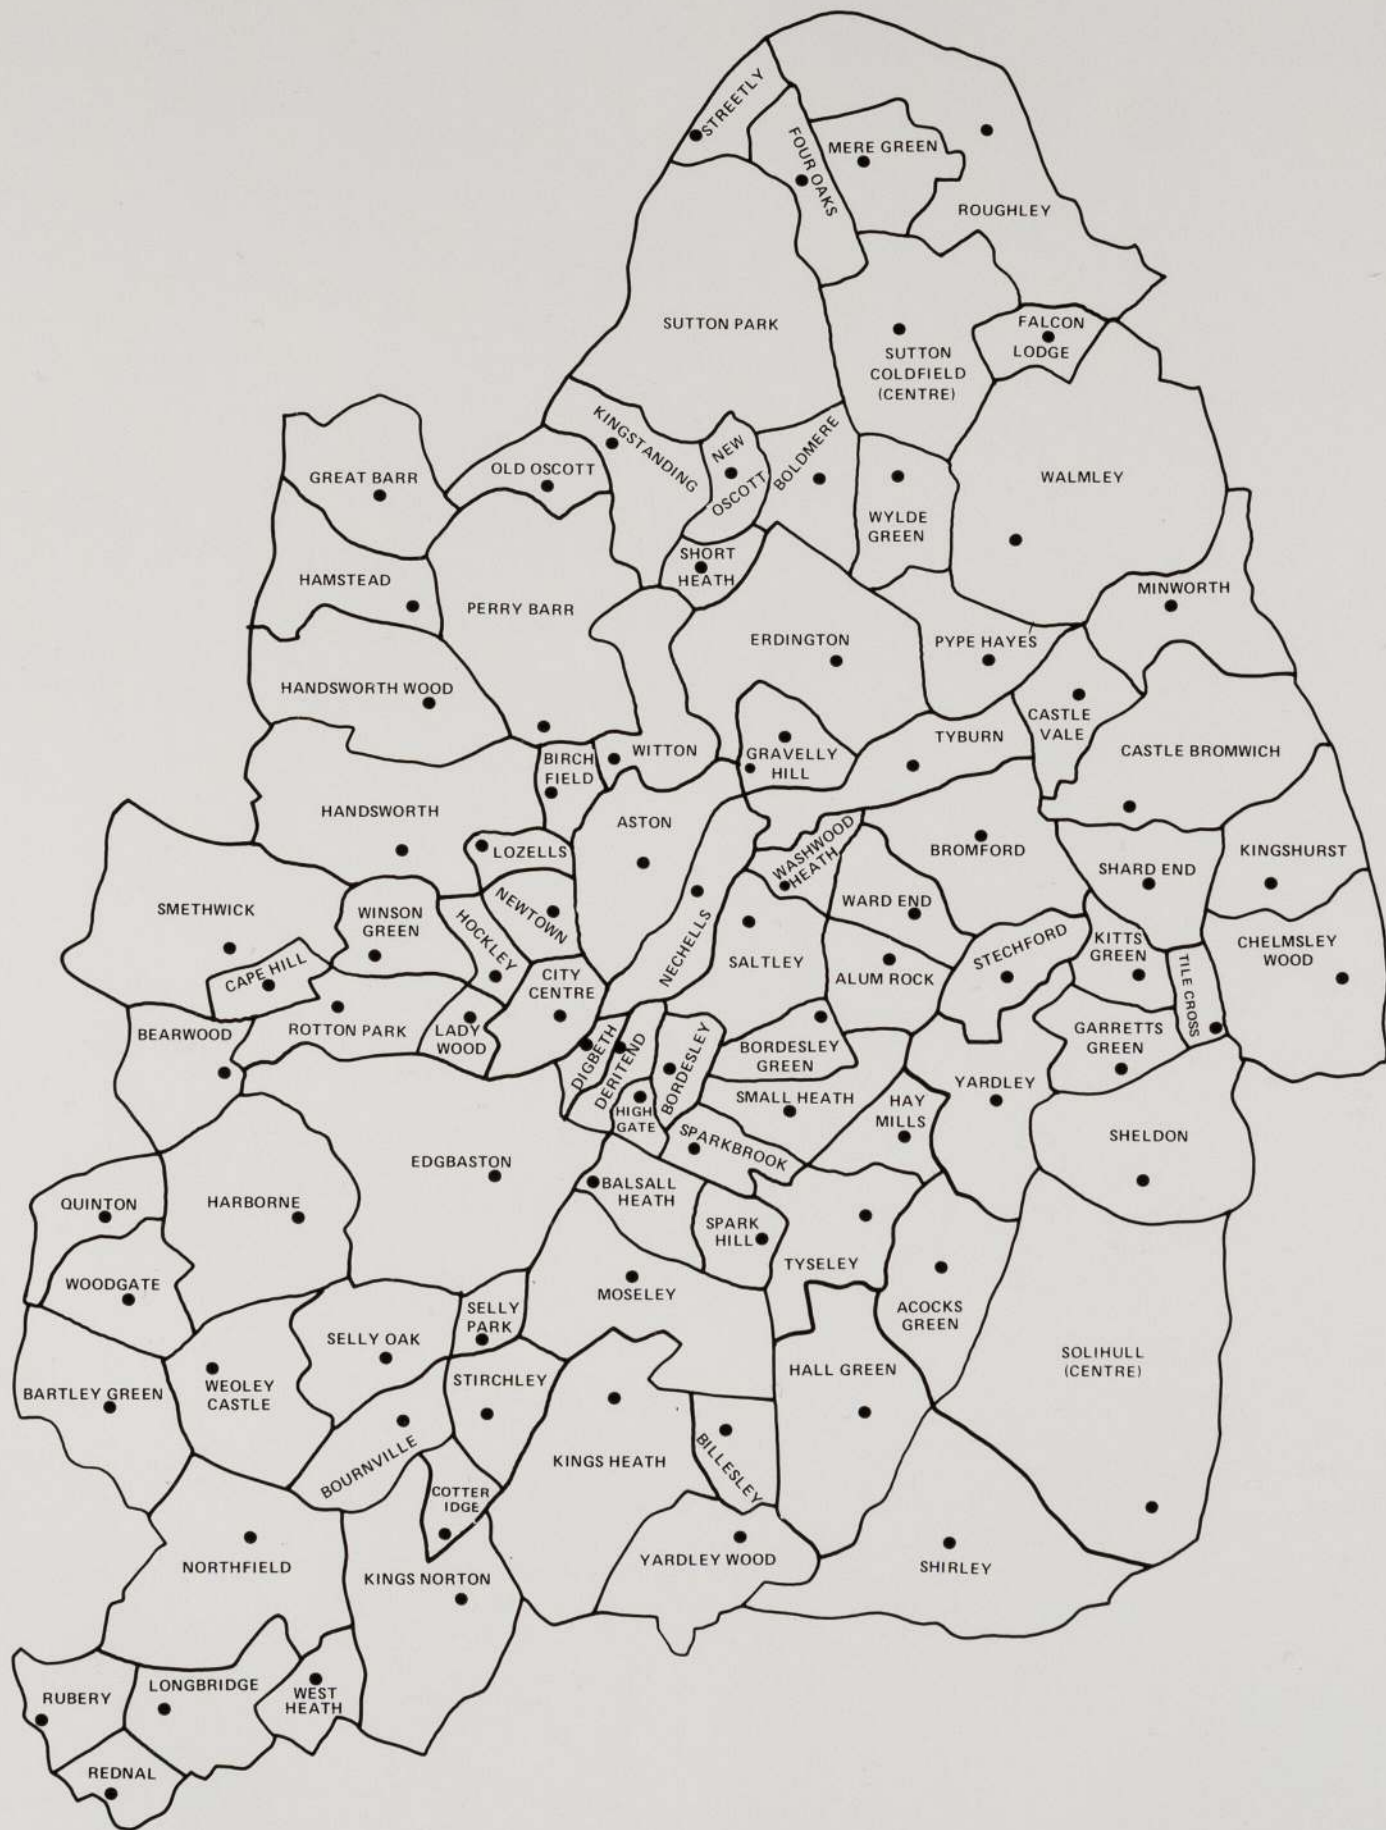 STREETLY
FOUR OAKS
MERE GREEN
ROUGHLEY
SUTTON PARK
SUTTON
COLDFIELD
(CENTRE)
FALCON
LODGE
KINGSTANDING
NEW
OSCOTT
BOLDMERE
OLD OSCOTT
GREAT BARR
WALMLEY
WYLDE
GREEN
SHORT
HEATH
HAMSTEAD
PERRY BARR
MINWORTH
ERDINGTON
PYPE HAYES
HANDSWORTH WOOD
CASTLE
VALE
TYBURN
CASTLE BROMWICH
WITTON
GRAVELLY
HILL
BIRCH
FIELD
HANDSWORTH
ASTON
LOZELLS
WASHWOOD
HEATH
BROMFORD
SHARD END
KINGSHURST
SMETHWICK
WINSON
GREEN
HOCKLEY
NEWTOWN
NECHELLS
WARD END
STECHFORD
KITTS
GREEN
CHELMSLEY
WOOD
CAPE HILL
CITY
CENTRE
SALTLEY
ALUM ROCK
TILE CROSS
BEARWOOD
ROTTON PARK
LADY
WOOD
DIGBETH
DERITEND
BORDESLEY
BORDESLEY
GREEN
GARRETTS
GREEN
YARDLEY
SMALL HEATH
HAY
MILLS
HIGH
GATE
SPARKBROOK
SHELDON
EDGBASTON
BALSALL
HEATH
QUINTON
HARBORNE
SPARK
HILL
TYSELEY
WOODGATE
MOSELEY
ACOCKS
GREEN
SELLY
PARK
SELLY OAK
SOLIHULL
(CENTRE)
HALL GREEN
STIRCHLEY
BARTLEY GREEN
WEOLEY
CASTLE
BOURNVILLE
KINGS HEATH
BILLESLEY
COTTER
IDGE
NORTHFIELD
KINGS NORTON
YARDLEY WOOD
SHIRLEY
RUBERY
LONGBRIDGE
WEST
HEATH
REDNAL